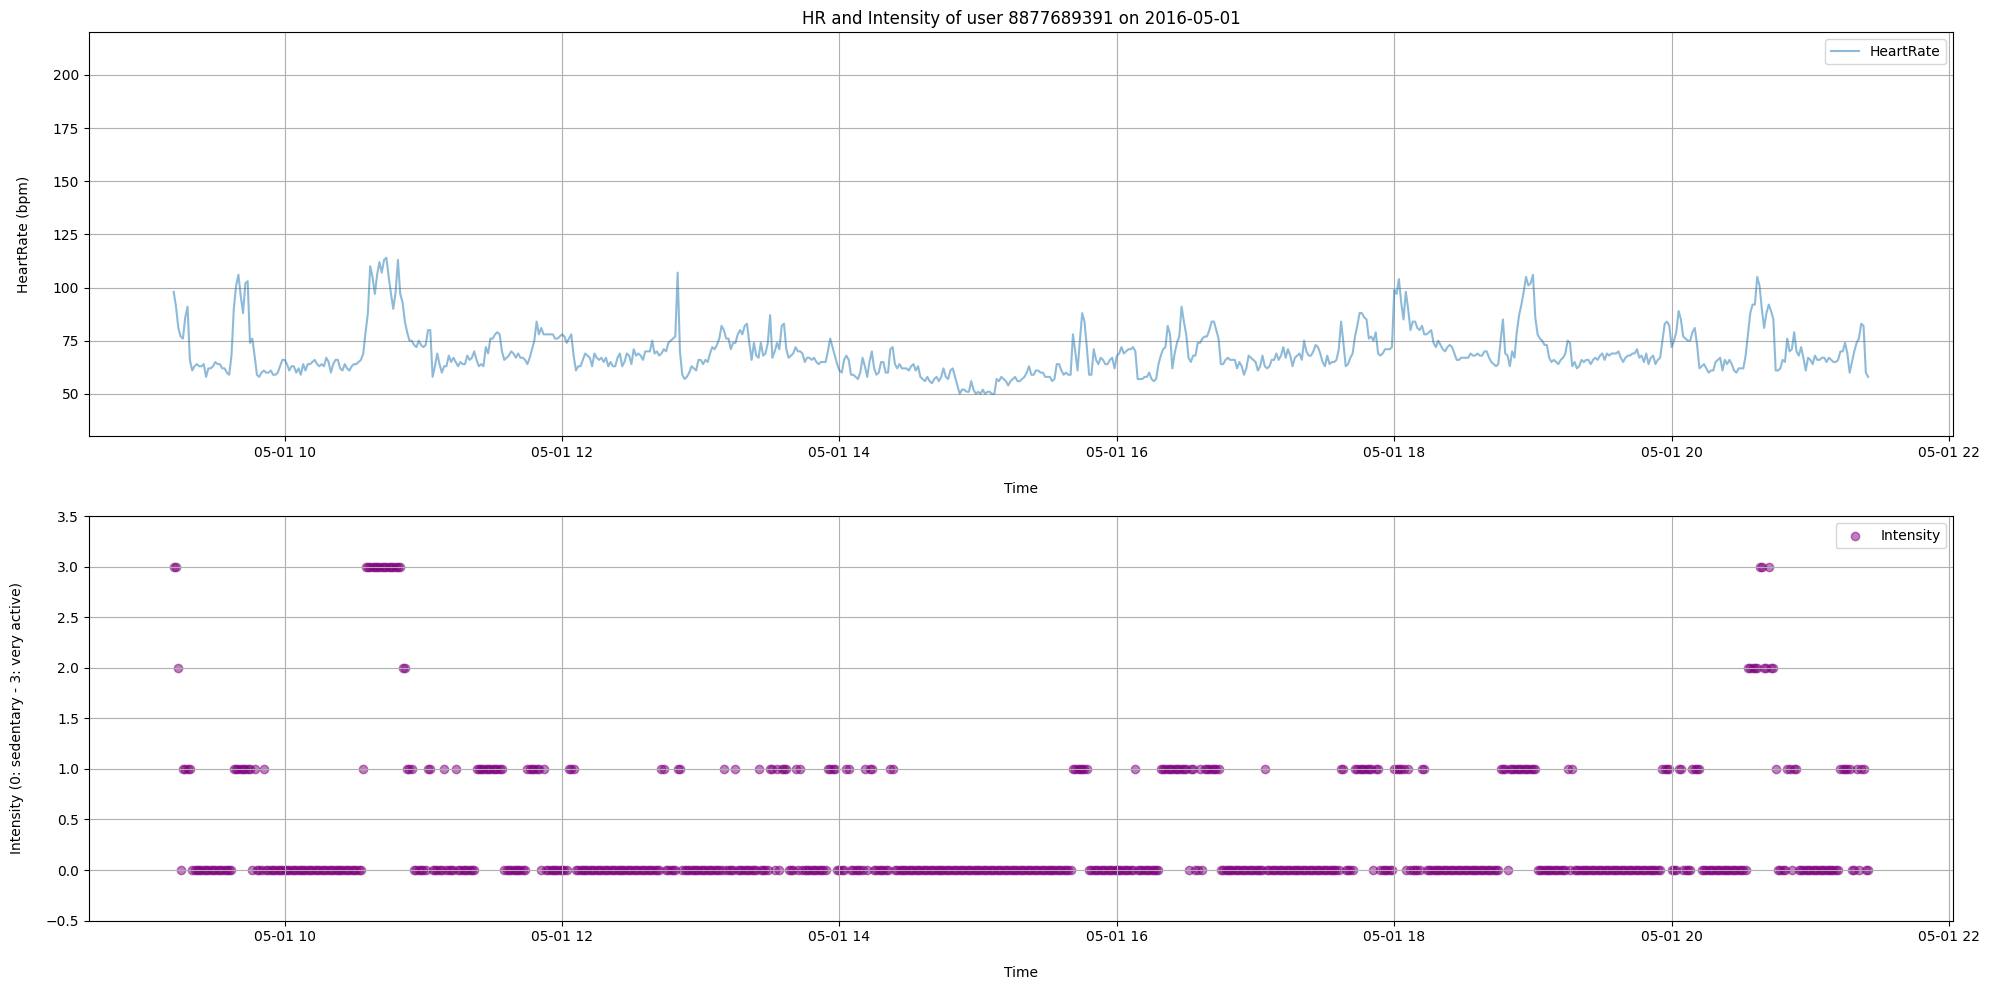 HR and Intensity of user 8877689391 on 2016-05-01
HeartRate
200
175
150
125
100
75
50
HeartRate (bpm)
05-01 10 05-01 12 05-01 14 05-01 16 05-01 18 05-01 20 05-01 22
Time
Intensity
3.5
3.0
2.5
2.0
1.5
1.0
0.5
0.0
−0.5
Intensity (0: sedentary - 3: very active)
05-01 10 05-01 12 05-01 14 05-01 16 05-01 18 05-01 20 05-01 22
Time